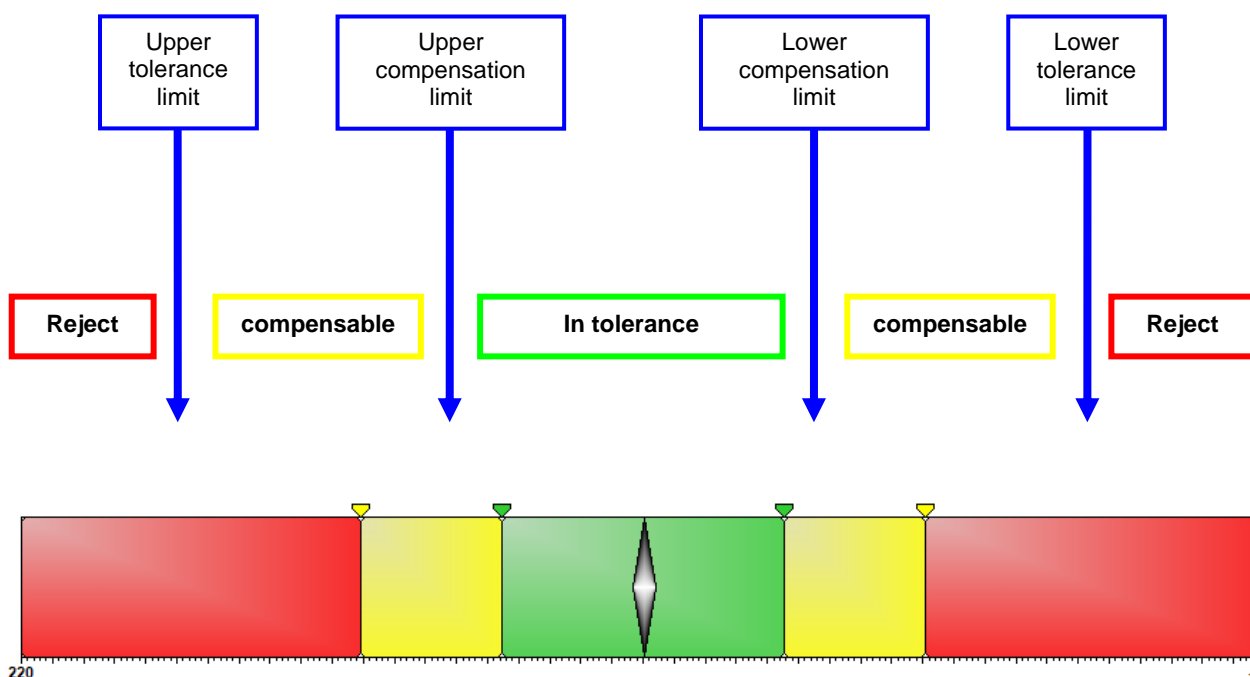 Upper
tolerance
limit
Upper
compensation
limit
Lower
compensation
limit
Lower
tolerance
limit
Reject
compensable
In tolerance
compensable
Reject
220